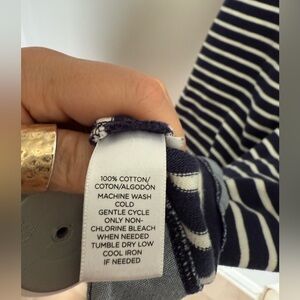 100% COTTON/
COTON/ALGODÓN
MACHINE WASH
COLD
GENTLE CYCLE
ONLY NON-
CHLORINE BLEACH
WHEN NEEDED
TUMBLE DRY LOW
COOL IRON
IF NEEDED